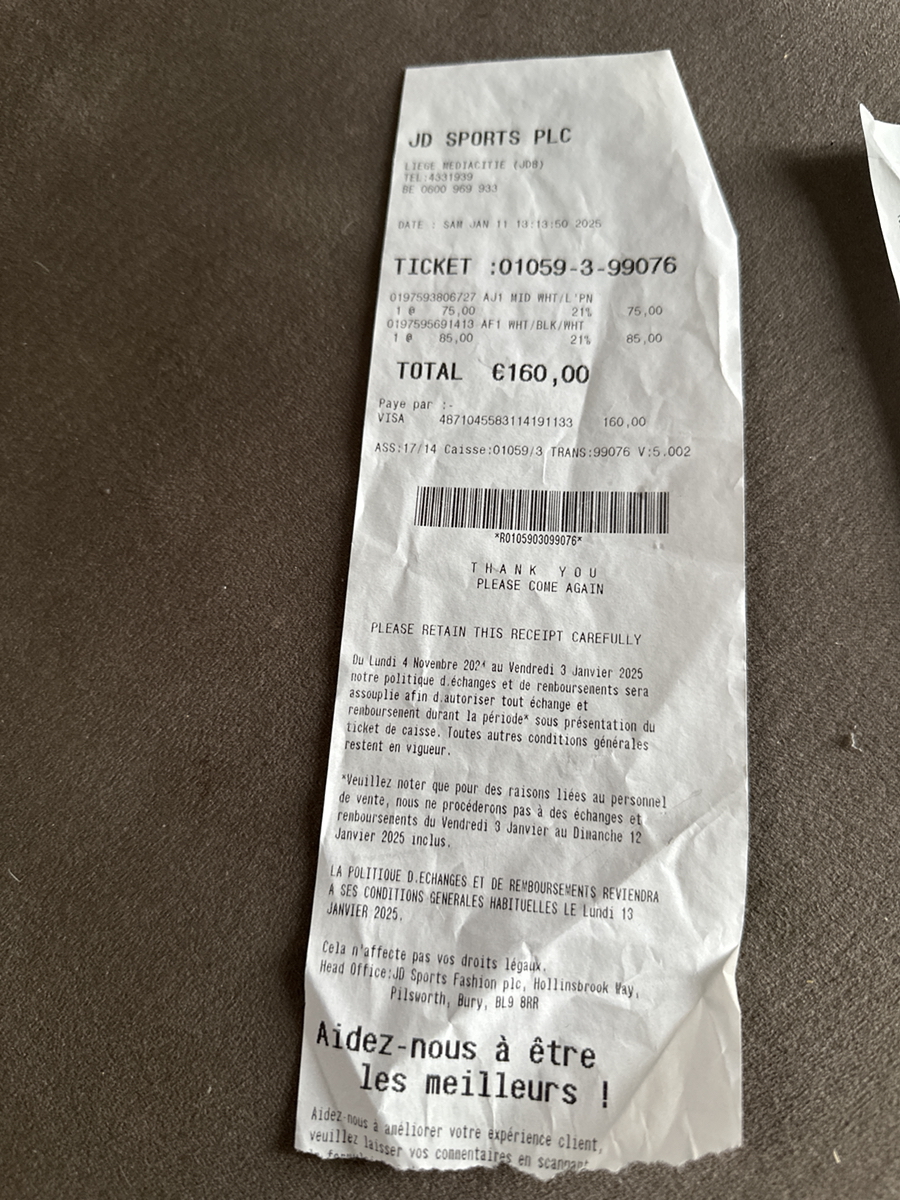 JD SPORTS PLC
LIEGE MEDIACITIE (JDB)
TEL:4331939
BE 0600 969 933
DATE : SAM JAN 11 13:13:50 2025
TICKET :01059-3-99076
0197593806727 AJ1 MID WHT/L'PN
1 @ 75,00 21% 75,00
0197595691413 AF1 WHT/BLK/WHT
1 @ 85,00 21% 85,00
TOTAL €160,00
Paye par :-
VISA 4871045583114191133 160,00
ASS:17/14 Caisse:01059/3 TRANS:99076 V:5.002
*R0105903099076*
THANK YOU
PLEASE COME AGAIN
PLEASE RETAIN THIS RECEIPT CAREFULLY
Du Lundi 4 Novembre 2024 au Vendredi 3 Janvier 2025
notre politique d.échanges et de remboursements sera
assouplie afin d.autoriser tout échange et
remboursement durant la période* sous présentation du
ticket de caisse. Toutes autres conditions générales
restent en vigueur.
*Veuillez noter que pour des raisons liées au personnel
de vente, nous ne procéderons pas à des échanges et
remboursements du Vendredi 3 Janvier au Dimanche 12
Janvier 2025 inclus.
LA POLITIQUE D.ECHANGES ET DE REMBOURSEMENTS REVIENDRA
A SES CONDITIONS GENERALES HABITUELLES LE Lundi 13
JANVIER 2025.
Cela n'affecte pas vos droits légaux.
Head Office:JD Sports Fashion plc, Hollinsbrook Way,
Pilsworth, Bury, BL9 8RR
Aidez-nous à être
les meilleurs !
Aidez-nous à améliorer votre expérience client,
veuillez laisser vos commentaires en scannant